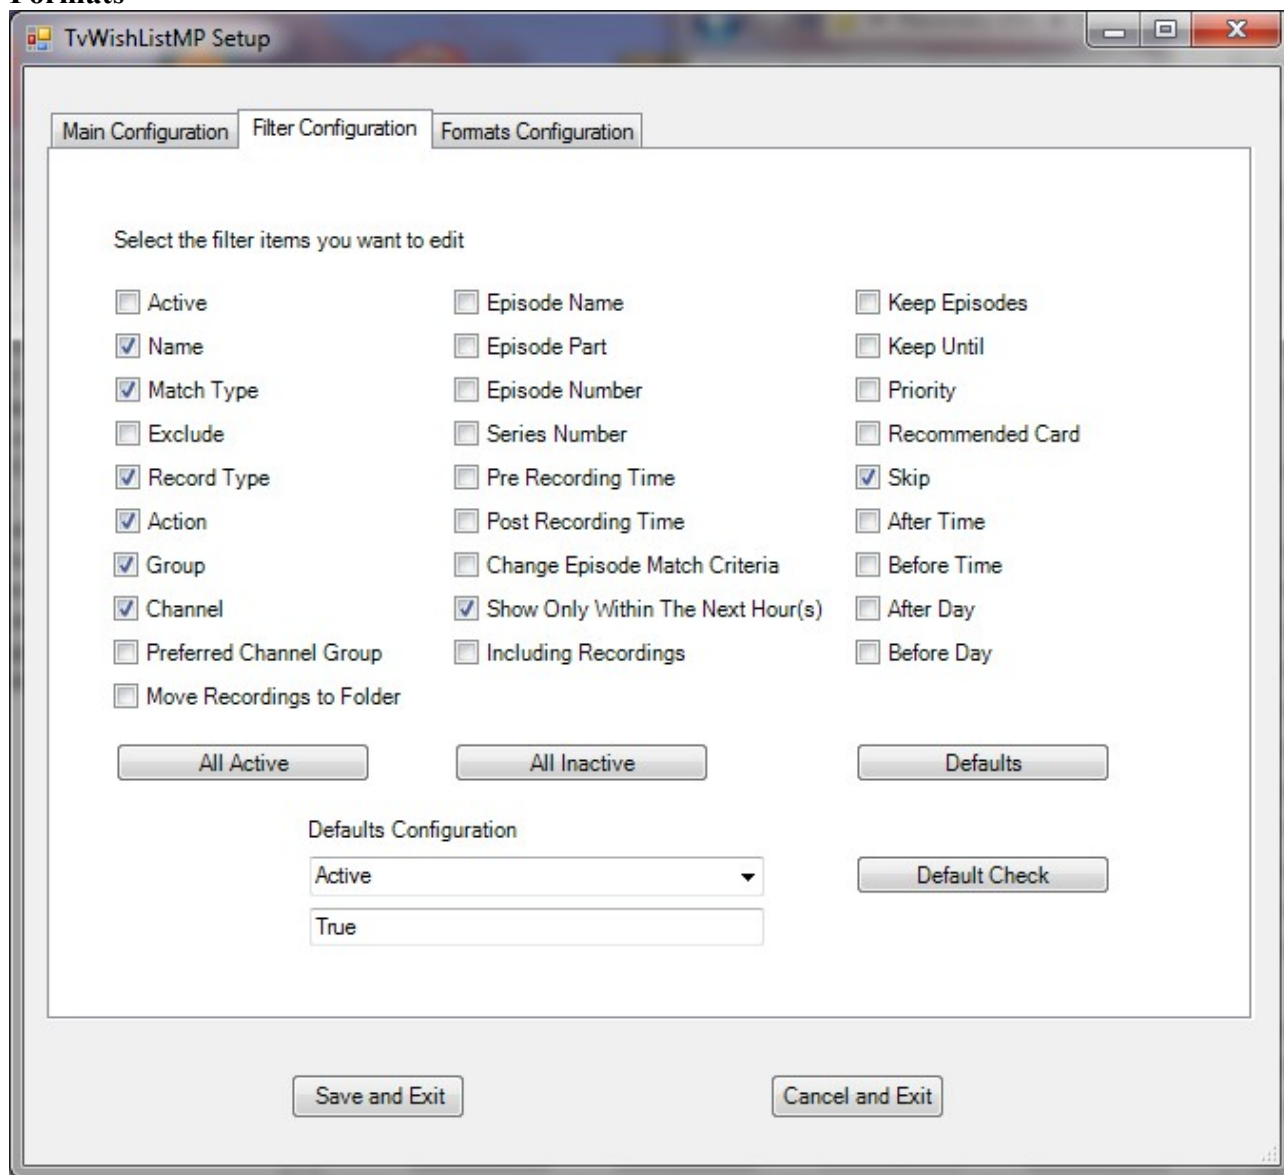 Formats
TvWishListMP Setup
Main Configuration Filter Configuration Formats Configuration
Select the filter items you want to edit
Active Episode Name Keep Episodes
Name Episode Part Keep Until
Match Type Episode Number Priority
Exclude Series Number Recommended Card
Record Type Pre Recording Time Skip
Action Post Recording Time After Time
Group Change Episode Match Criteria Before Time
Channel Show Only Within The Next Hour(s) After Day
Preferred Channel Group Including Recordings Before Day
Move Recordings to Folder
All Active All Inactive Defaults
Defaults Configuration
Active Default Check
True
Save and Exit Cancel and Exit